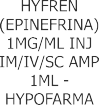 HYFREN
(EPINEFRINA)
1MG/ML INJ
IM/IV/SC AMP
1ML -
HYPOFARMA